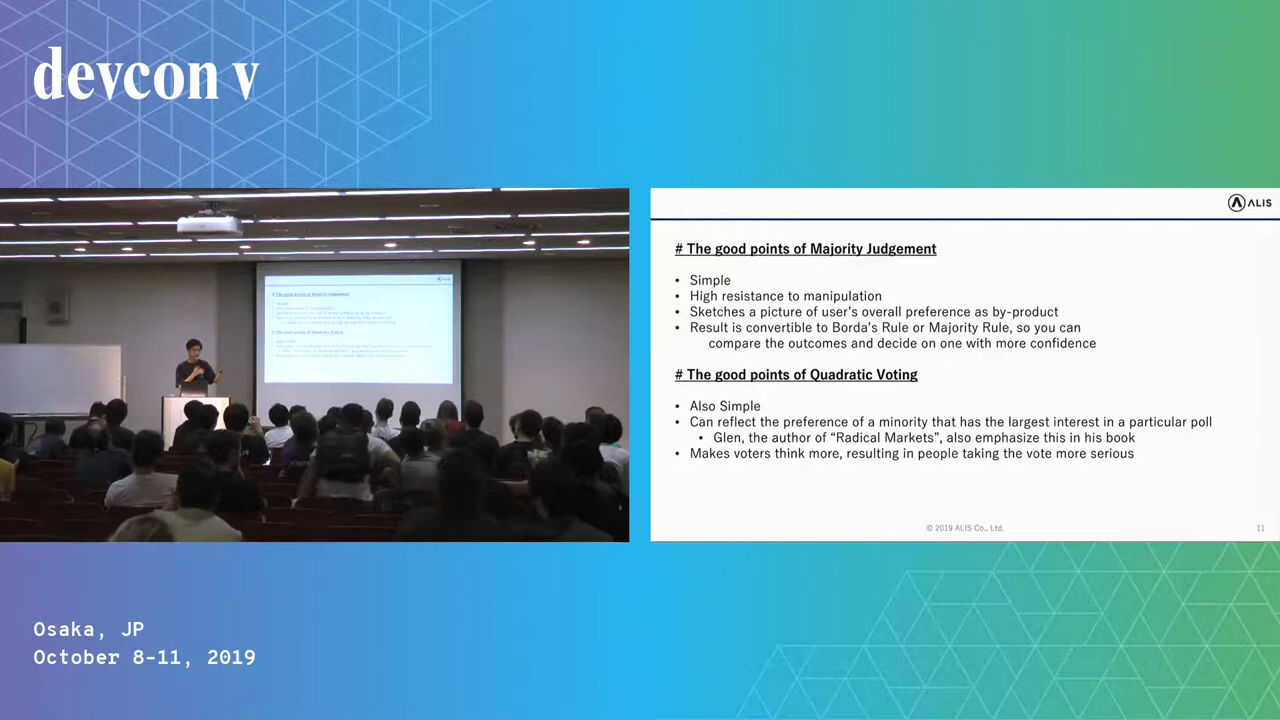 devcon v
ALIS
# The good points of Majority Judgement
• Simple
• High resistance to manipulation
• Sketches a picture of user's overall preference as by-product
• Result is convertible to Borda's Rule or Majority Rule, so you can
compare the outcomes and decide on one with more confidence
# The good points of Quadratic Voting
• Also Simple
• Can reflect the preference of a minority that has the largest interest in a particular poll
• Glen, the author of "Radical Markets", also emphasize this in his book
• Makes voters think more, resulting in people taking the vote more serious
© 2019 ALIS Co., Ltd.
11
Osaka, JP
October 8-11, 2019